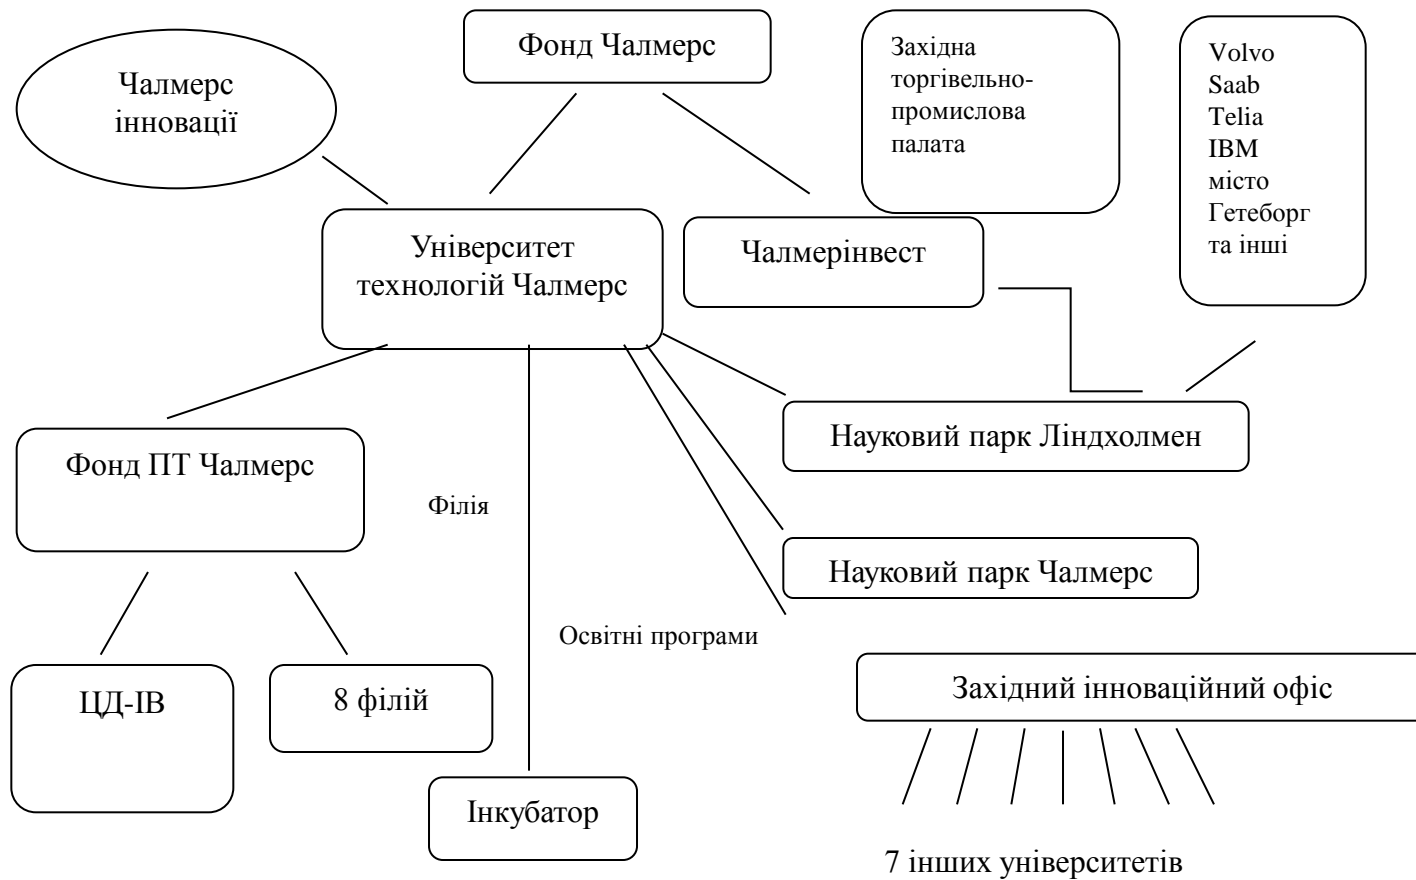 Фонд Чалмерс
Чалмерс
інновації
Західна
торгівельно-
промислова
палата
Volvo
Saab
Telia
IBM
місто
Гетеборг
та інші
Університет
технологій Чалмерс
Чалмерінвест
Науковий парк Ліндхолмен
Фонд ПТ Чалмерс
Філія
Науковий парк Чалмерс
Освітні програми
Західний інноваційний офіс
ЦД-ІВ
8 філій
Інкубатор
7 інших університетів